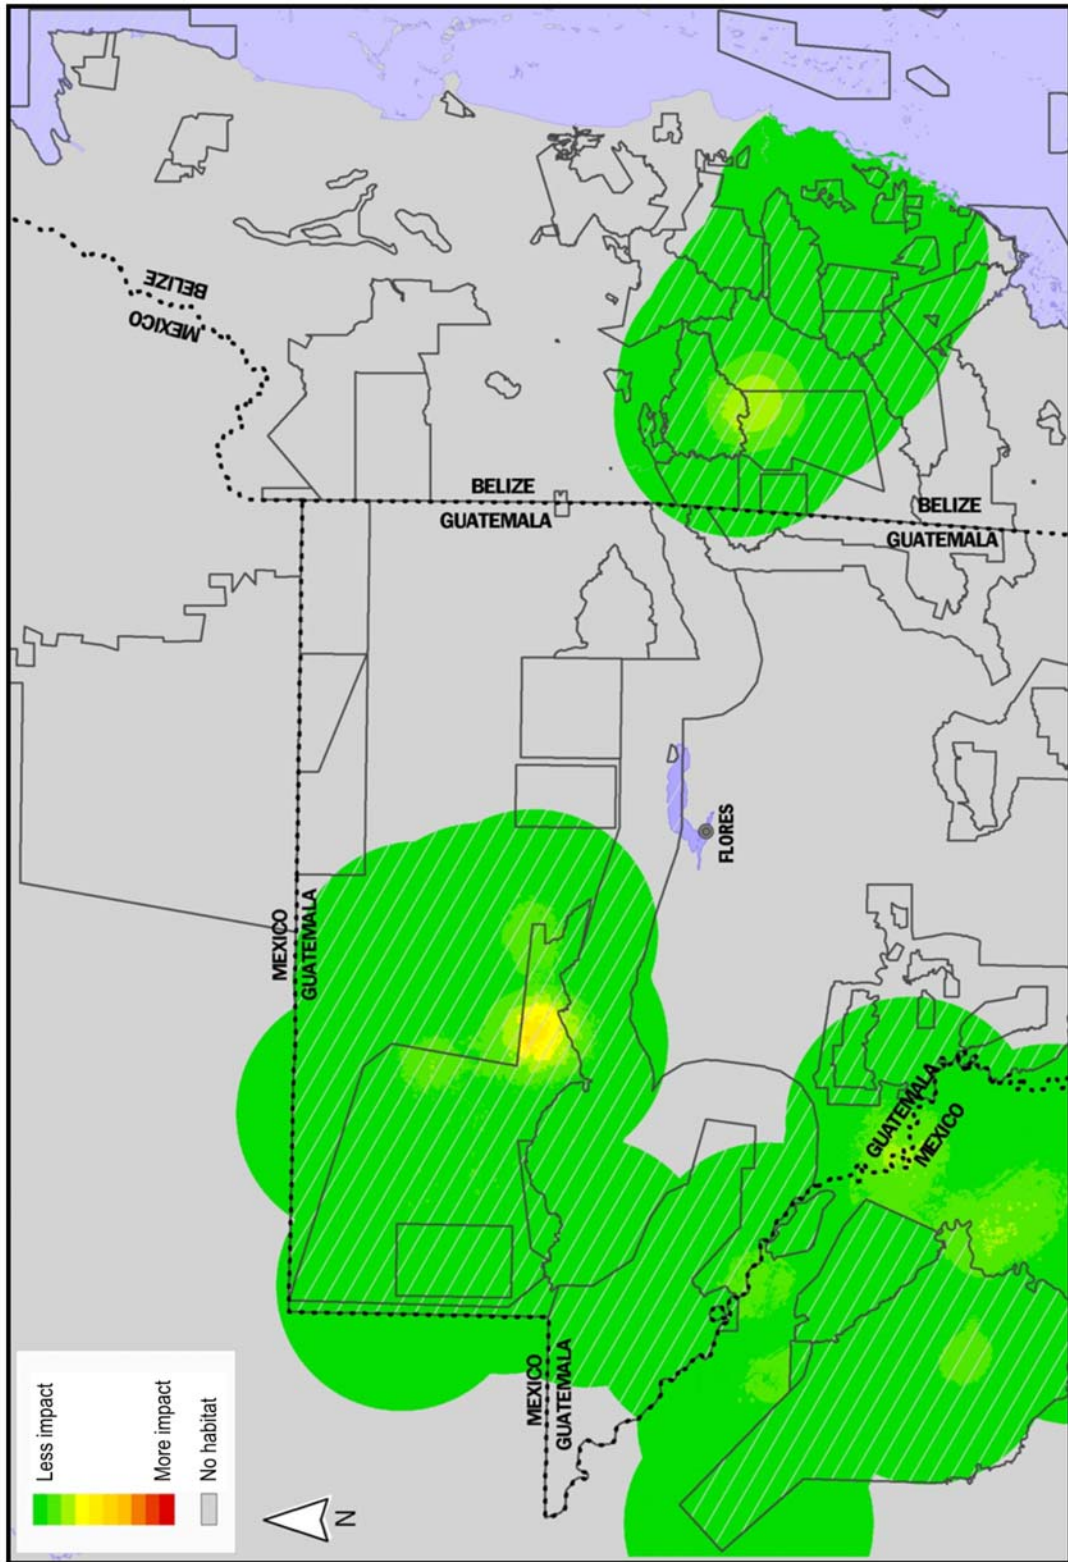 Less impact
More impact
No habitat
N
MEXICO
BELIZE
MEXICO
GUATEMALA
BELIZE
GUATEMALA
MEXICO
GUATEMALA
FLORES
GUATEMALA
MEXICO
BELIZE
GUATEMALA